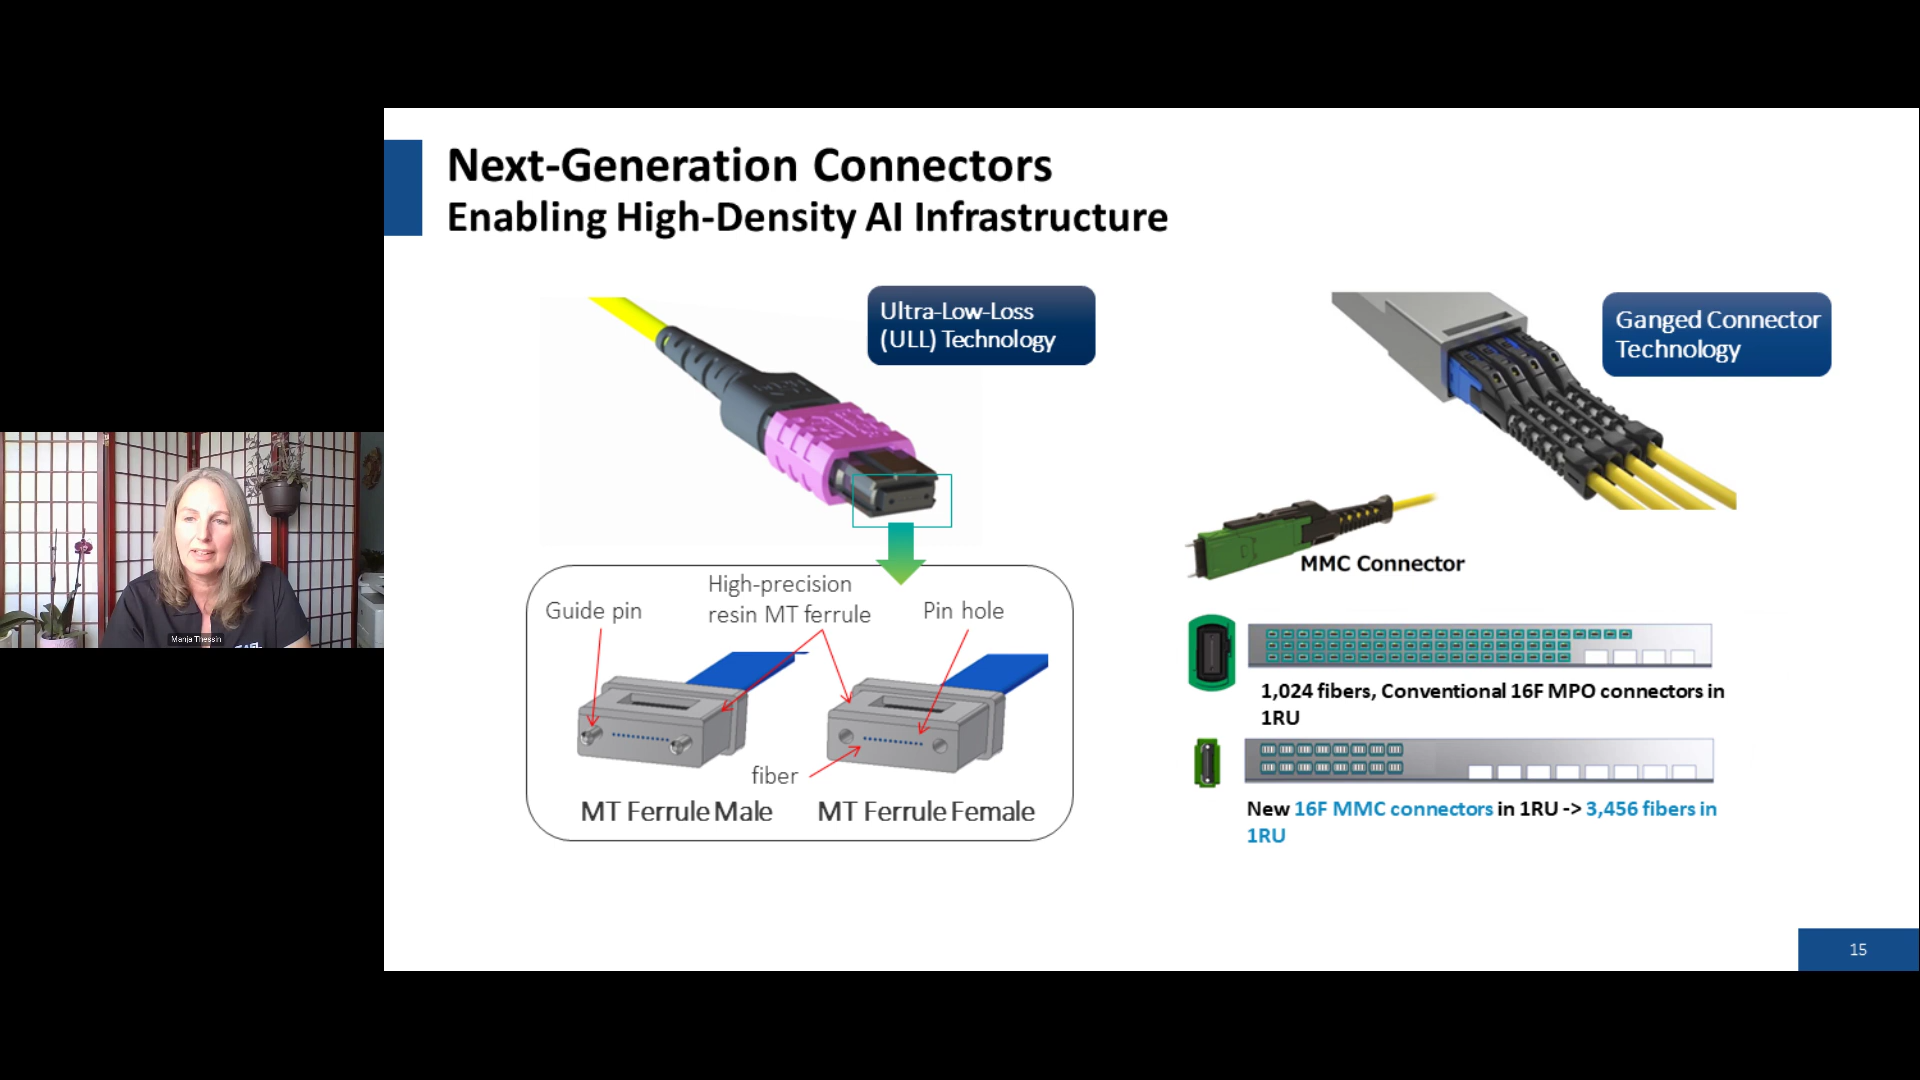 Next-Generation Connectors
Enabling High-Density AI Infrastructure
Ultra-Low-Loss
(ULL) Technology
Ganged Connector
Technology
MMC Connector
Guide pin
High-precision
resin MT ferrule
Pin hole
fiber
MT Ferrule Male
MT Ferrule Female
1,024 fibers, Conventional 16F MPO connectors in
1RU
New 16F MMC connectors in 1RU -> 3,456 fibers in
1RU
Manja Thessin
15